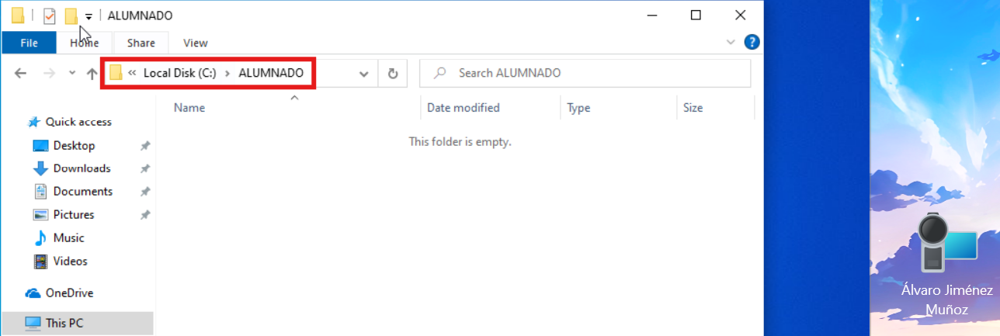 ALUMNADO
File Home Share View
« Local Disk (C:) › ALUMNADO
Search ALUMNADO
Name Date modified Type Size
This folder is empty.
Quick access
Desktop
Downloads
Documents
Pictures
Music
Videos
OneDrive
This PC
Álvaro Jiménez
Muñoz